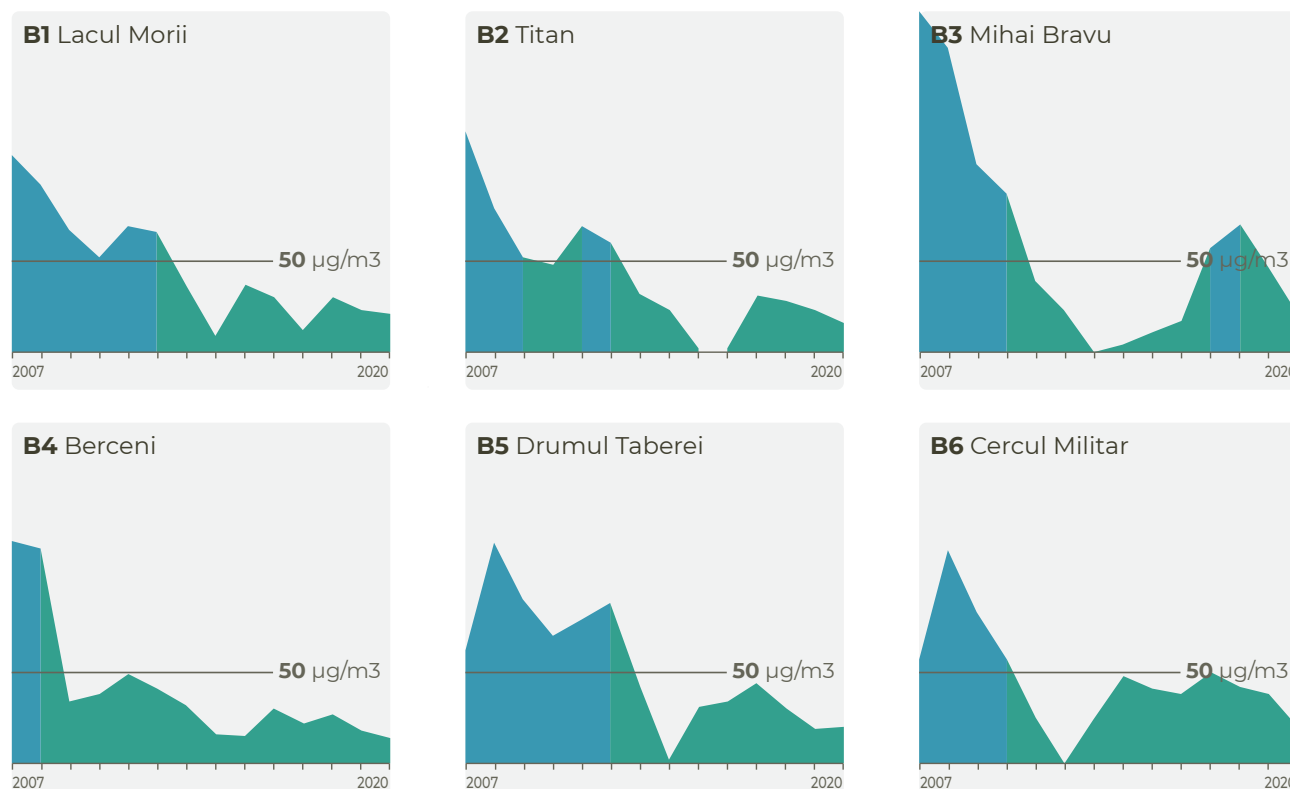 B1 Lacul Morii
50 µg/m3
2007 2020
B2 Titan
50 µg/m3
2007 2020
B3 Mihai Bravu
50 µg/m3
2007 2020
B4 Berceni
50 µg/m3
2007 2020
B5 Drumul Taberei
50 µg/m3
2007 2020
B6 Cercul Militar
50 µg/m3
2007 2020